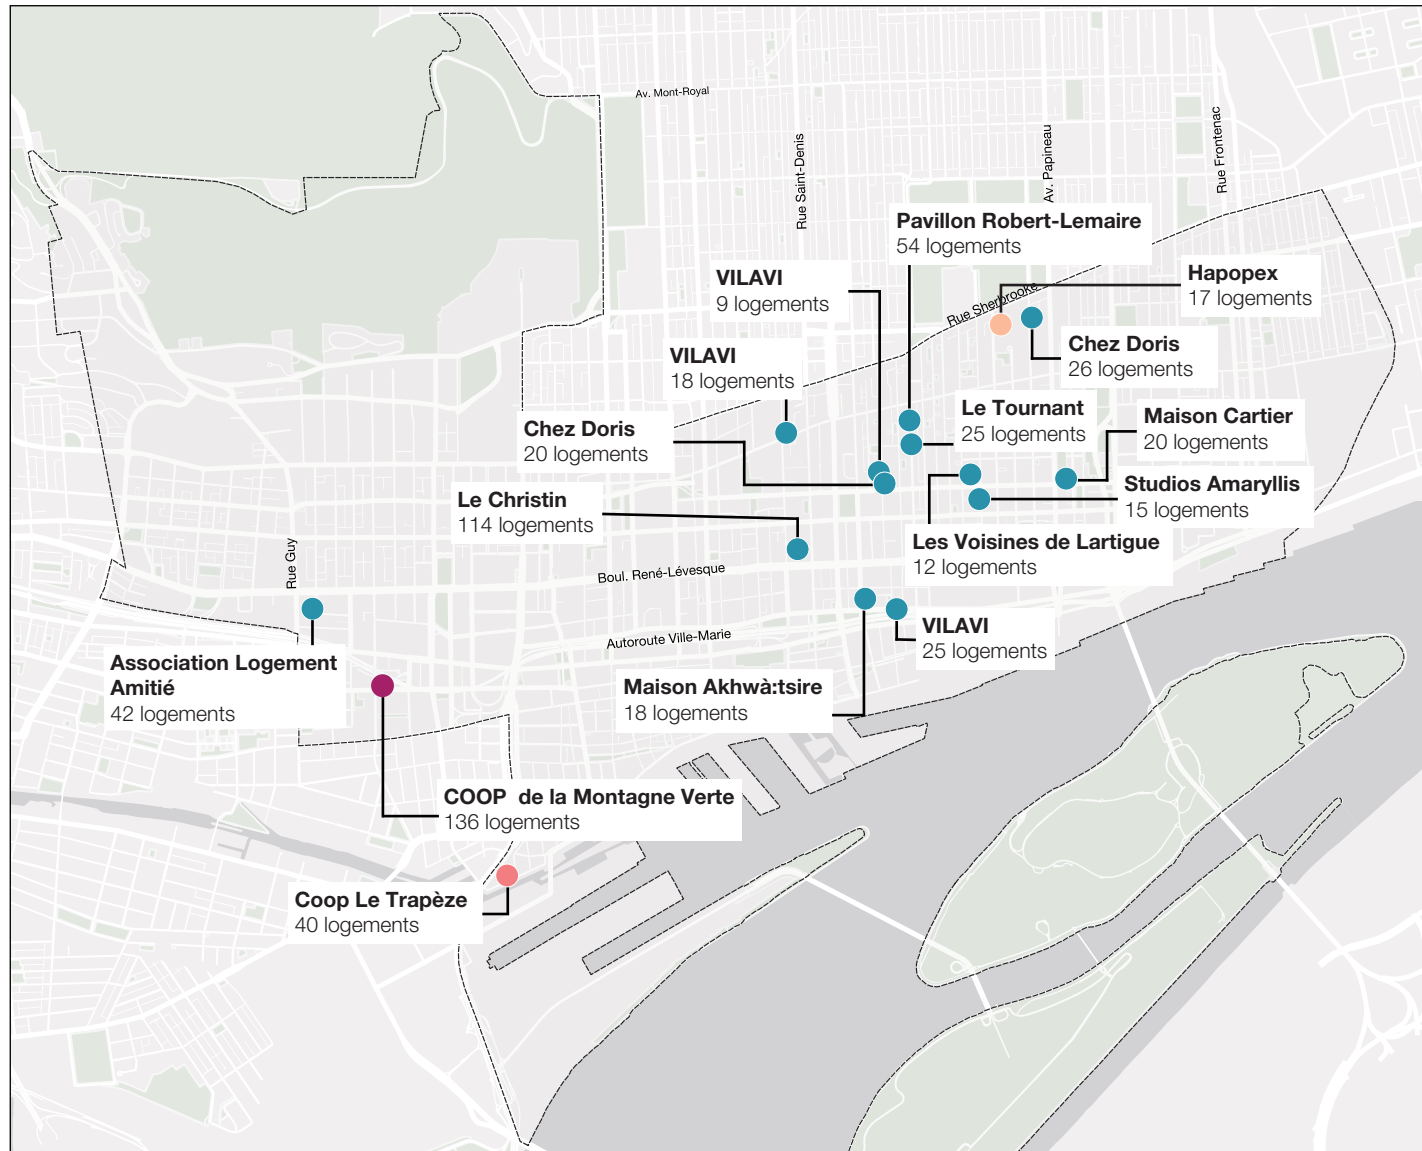 Av. Mont-Royal
Rue Saint-Denis
Av. Papineau
Rue Frontenac
Pavillon Robert-Lemaire
54 logements
VILAVI
9 logements
Hapopex
17 logements
Rue Sherbrooke
VILAVI
18 logements
Chez Doris
26 logements
Le Tournant
25 logements
Maison Cartier
20 logements
Chez Doris
20 logements
Studios Amaryllis
15 logements
Le Christin
114 logements
Les Voisines de Lartigue
12 logements
Rue Guy
Boul. René-Lévesque
Autoroute Ville-Marie
VILAVI
25 logements
Association Logement
Amitié
42 logements
Maison Akhwà:tsire
18 logements
COOP  de la Montagne Verte
136 logements
Coop Le Trapèze
40 logements